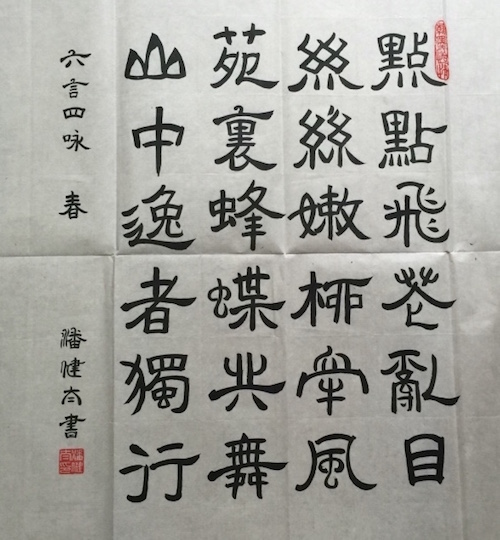 點點飛花亂目
絲絲嫩柳牽風
苑裏蜂蝶共舞
山中逸者獨行
六言四咏 春
潘健太書